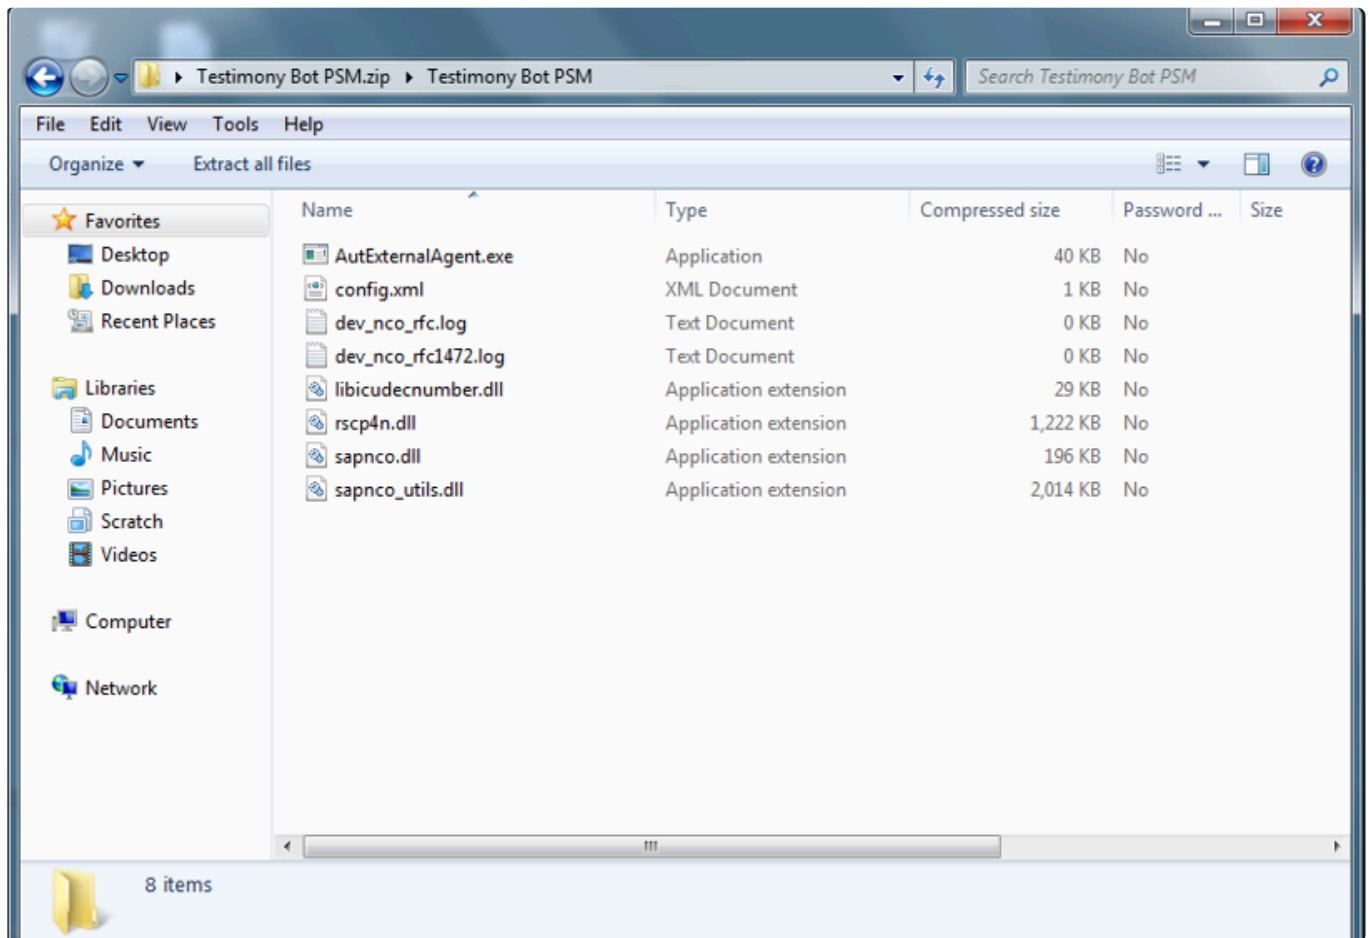 Testimony Bot PSM.zip Testimony Bot PSM Search Testimony Bot PSM
File Edit View Tools Help
Organize Extract all files
Name Type Compressed size Password ... Size
Favorites
Desktop
Downloads
Recent Places
Libraries
Documents
Music
Pictures
Scratch
Videos
Computer
Network
AutExternalAgent.exe Application 40 KB No
config.xml XML Document 1 KB No
dev_nco_rfc.log Text Document 0 KB No
dev_nco_rfc1472.log Text Document 0 KB No
libicudecnumber.dll Application extension 29 KB No
rscp4n.dll Application extension 1,222 KB No
sapnco.dll Application extension 196 KB No
sapnco_utils.dll Application extension 2,014 KB No
8 items